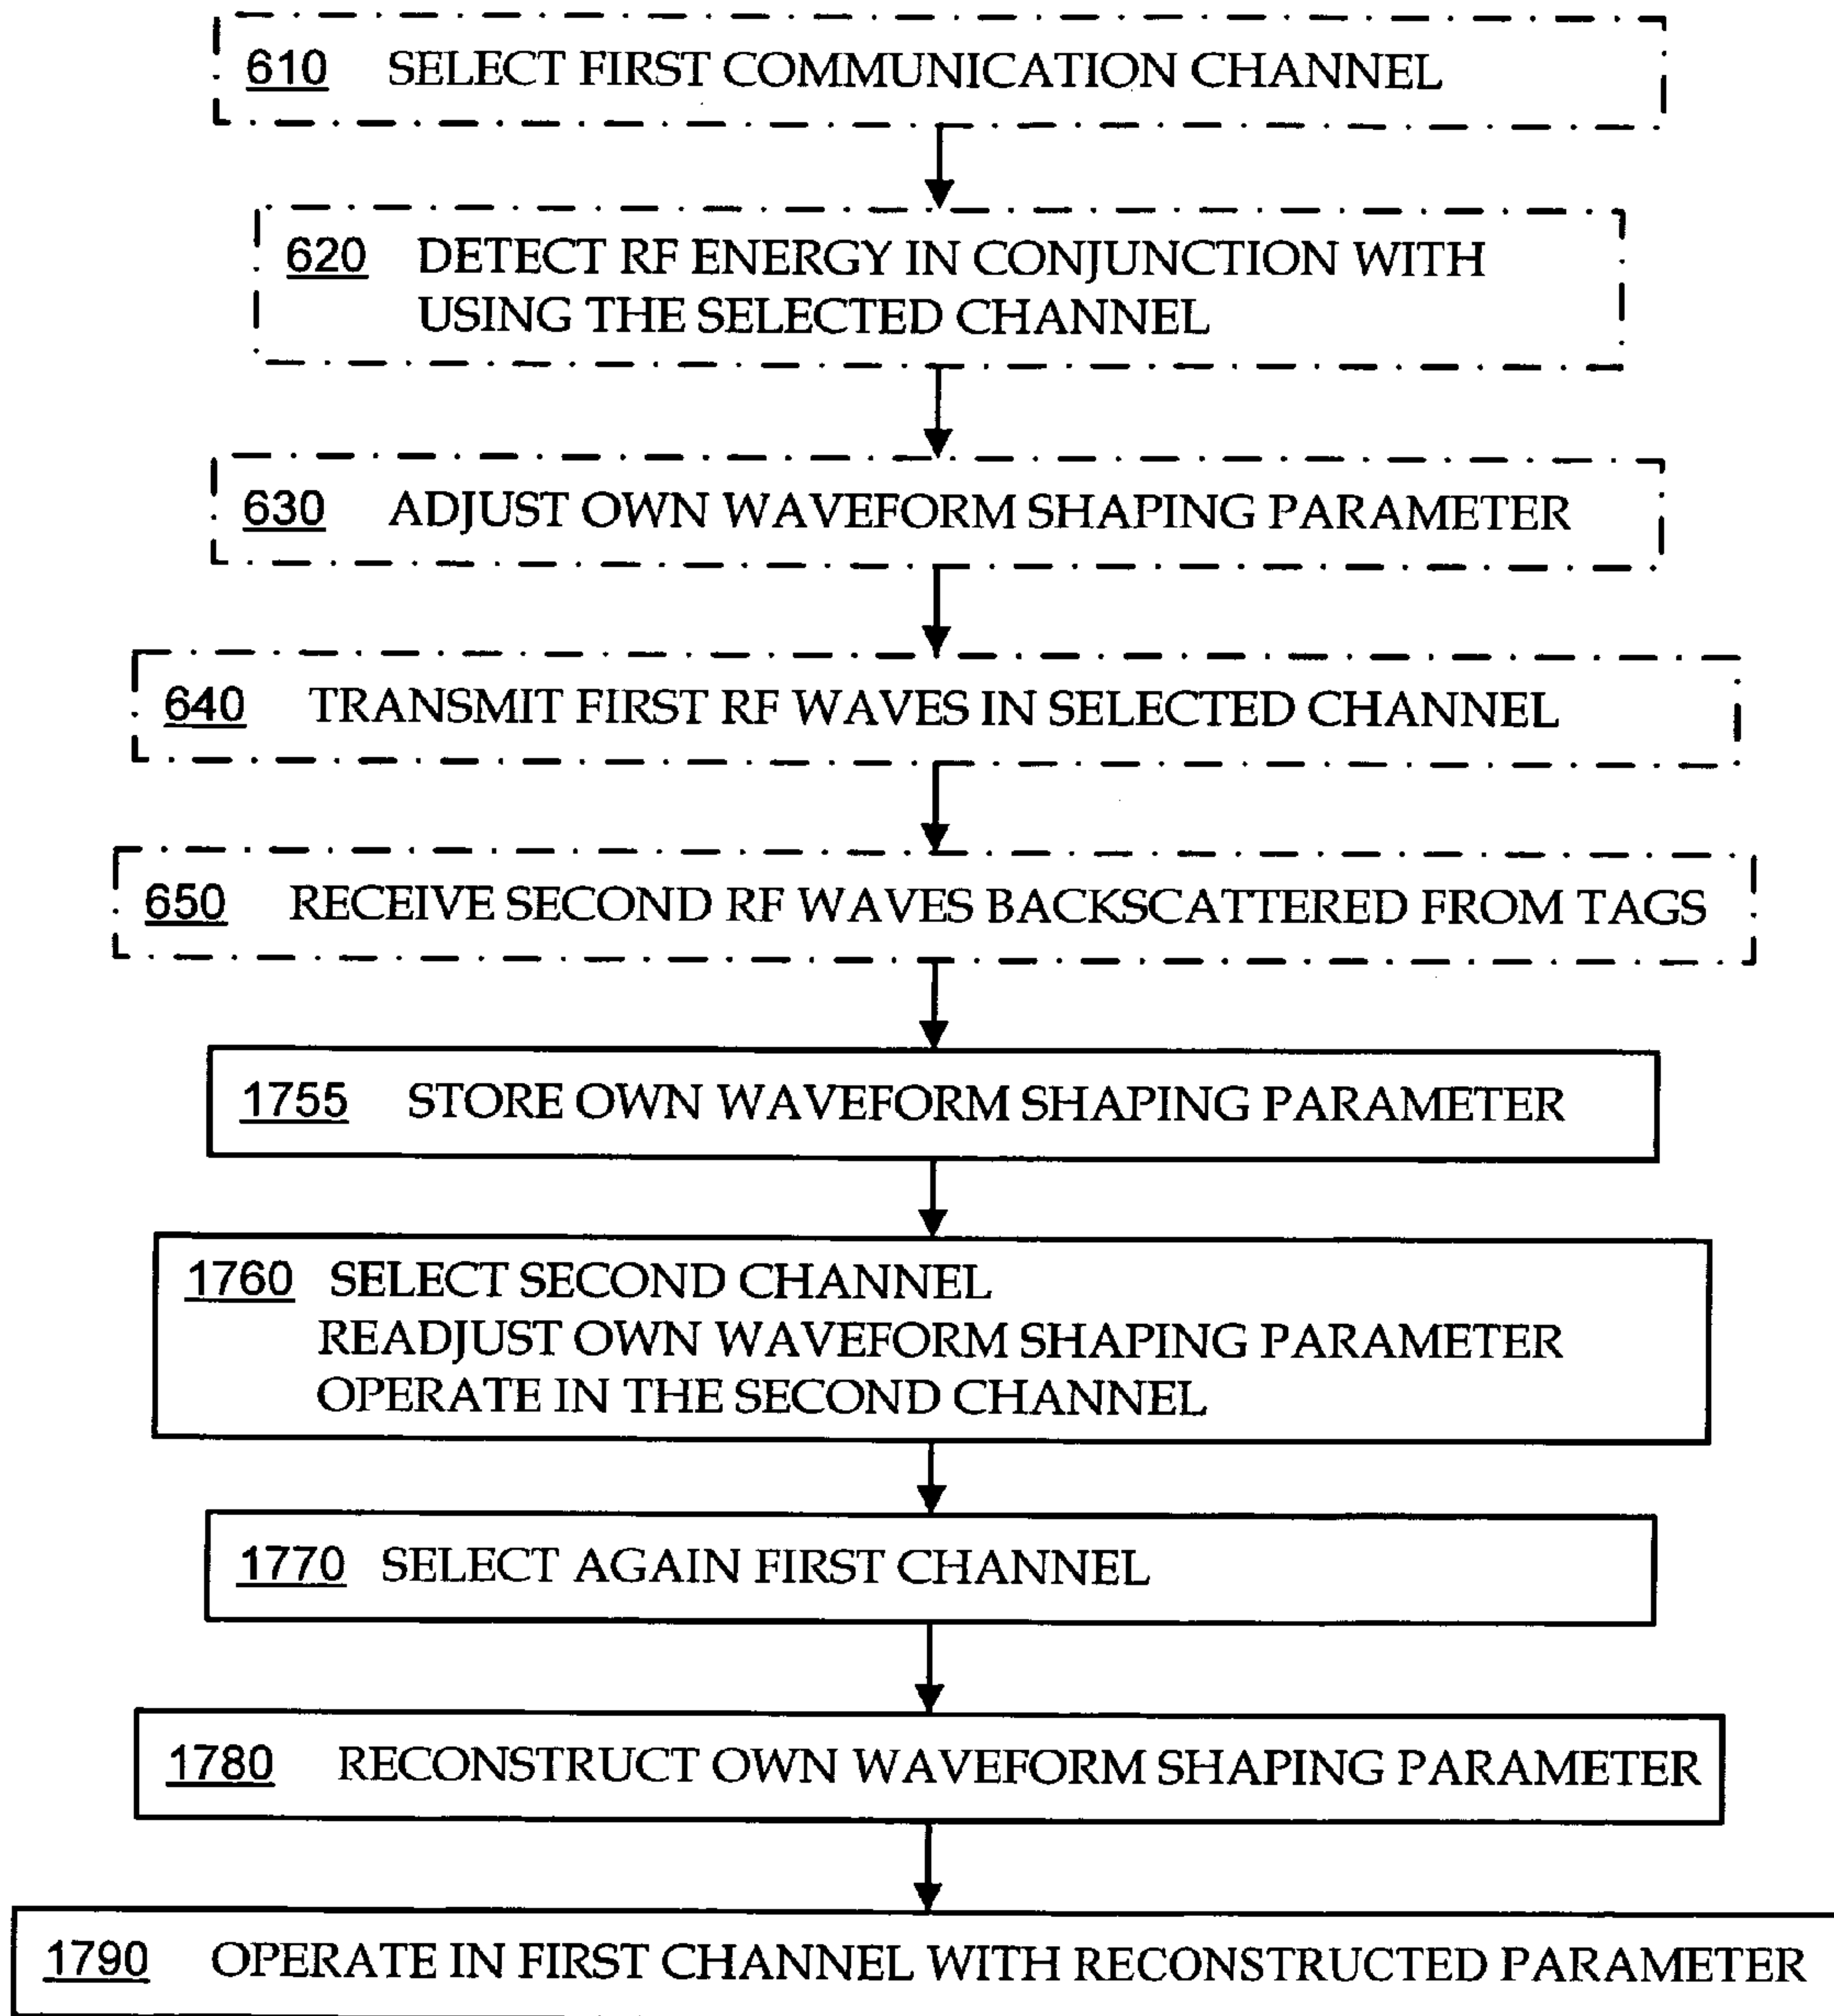 610 SELECT FIRST COMMUNICATION CHANNEL
620 DETECT RF ENERGY IN CONJUNCTION WITH
USING THE SELECTED CHANNEL
630 ADJUST OWN WAVEFORM SHAPING PARAMETER
640 TRANSMIT FIRST RF WAVES IN SELECTED CHANNEL
650 RECEIVE SECOND RF WAVES BACKSCATTERED FROM TAGS
1755 STORE OWN WAVEFORM SHAPING PARAMETER
1760 SELECT SECOND CHANNEL
READJUST OWN WAVEFORM SHAPING PARAMETER
OPERATE IN THE SECOND CHANNEL
1770 SELECT AGAIN FIRST CHANNEL
1780 RECONSTRUCT OWN WAVEFORM SHAPING PARAMETER
1790 OPERATE IN FIRST CHANNEL WITH RECONSTRUCTED PARAMETER